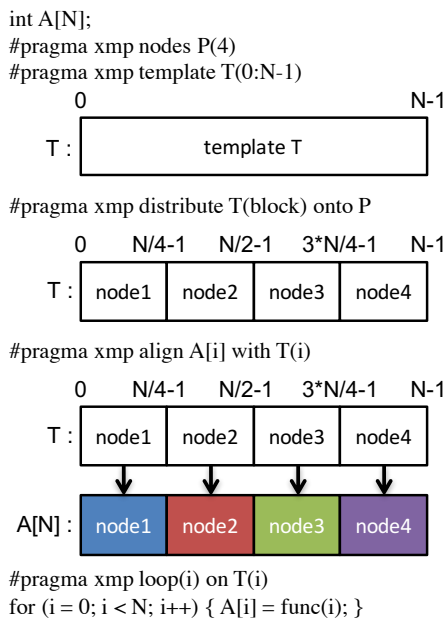 int A[N];
#pragma xmp nodes P(4)
#pragma xmp template T(0:N-1)
0 N-1
T : template T
#pragma xmp distribute T(block) onto P
0 N/4-1 N/2-1 3*N/4-1 N-1
T : node1 node2 node3 node4
#pragma xmp align A[i] with T(i)
0 N/4-1 N/2-1 3*N/4-1 N-1
T : node1 node2 node3 node4
A[N] : node1 node2 node3 node4
#pragma xmp loop(i) on T(i)
for (i = 0; i < N; i++) { A[i] = func(i); }